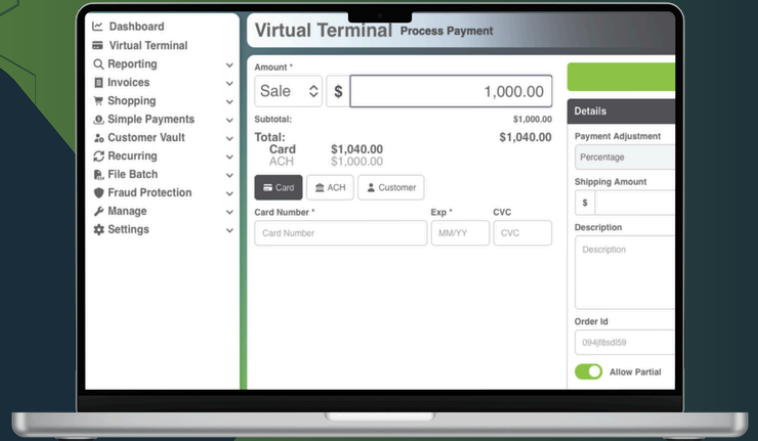 Dashboard
Virtual Terminal
Reporting
Invoices
Shopping
Simple Payments
Customer Vault
Recurring
File Batch
Fraud Protection
Manage
Settings
Virtual Terminal Process Payment
Amount *
Sale $ 1,000.00
Subtotal: $1,000.00
Total: $1,040.00
Card $1,040.00
ACH $1,000.00
Card ACH Customer
Card Number * Exp * CVC
Card Number MM/YY CVC
Details
Payment Adjustment
Percentage
Shipping Amount
$
Description
Description
Order Id
094jf8sdl59
Allow Partial